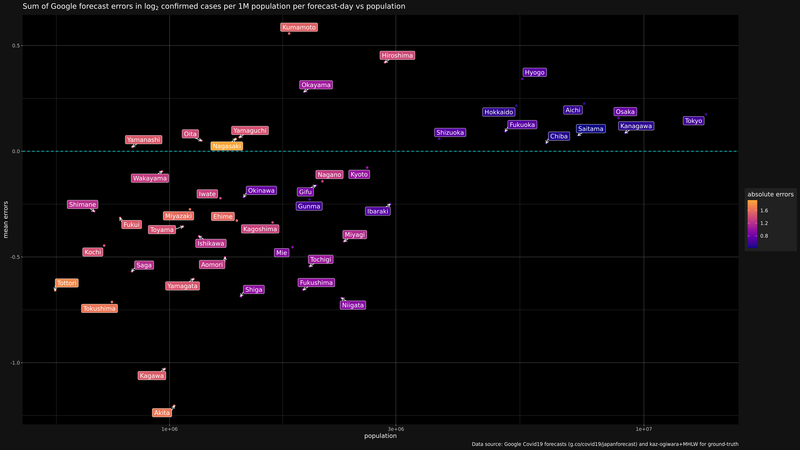 Sum of Google forecast errors in log₂ confirmed cases per 1M population per forecast-day vs population
Kumamoto
0.5
Hiroshima
Hyogo
Okayama
Hokkaido
Aichi
Osaka
Tokyo
Fukuoka
Saitama
Kanagawa
Shizuoka
Chiba
Oita
Yamaguchi
Yamanashi
Nagasaki
0.0
Wakayama
Nagano
Kyoto
absolute errors
1.6
1.2
0.8
Iwate
Okinawa
Gifu
Shimane
Gunma
Ibaraki
Miyazaki
Ehime
mean errors
Fukui
Toyama
Kagoshima
Miyagi
Ishikawa
Kochi
Mie
-0.5
Saga
Aomori
Tochigi
Tottori
Yamagata
Fukushima
Shiga
Tokushima
Niigata
-1.0
Kagawa
Akita
1e+06
3e+06
1e+07
population
Data source: Google Covid19 forecasts (g.co/covid/japanforecast) and kaz-ogiwara+MHLW for ground-truth